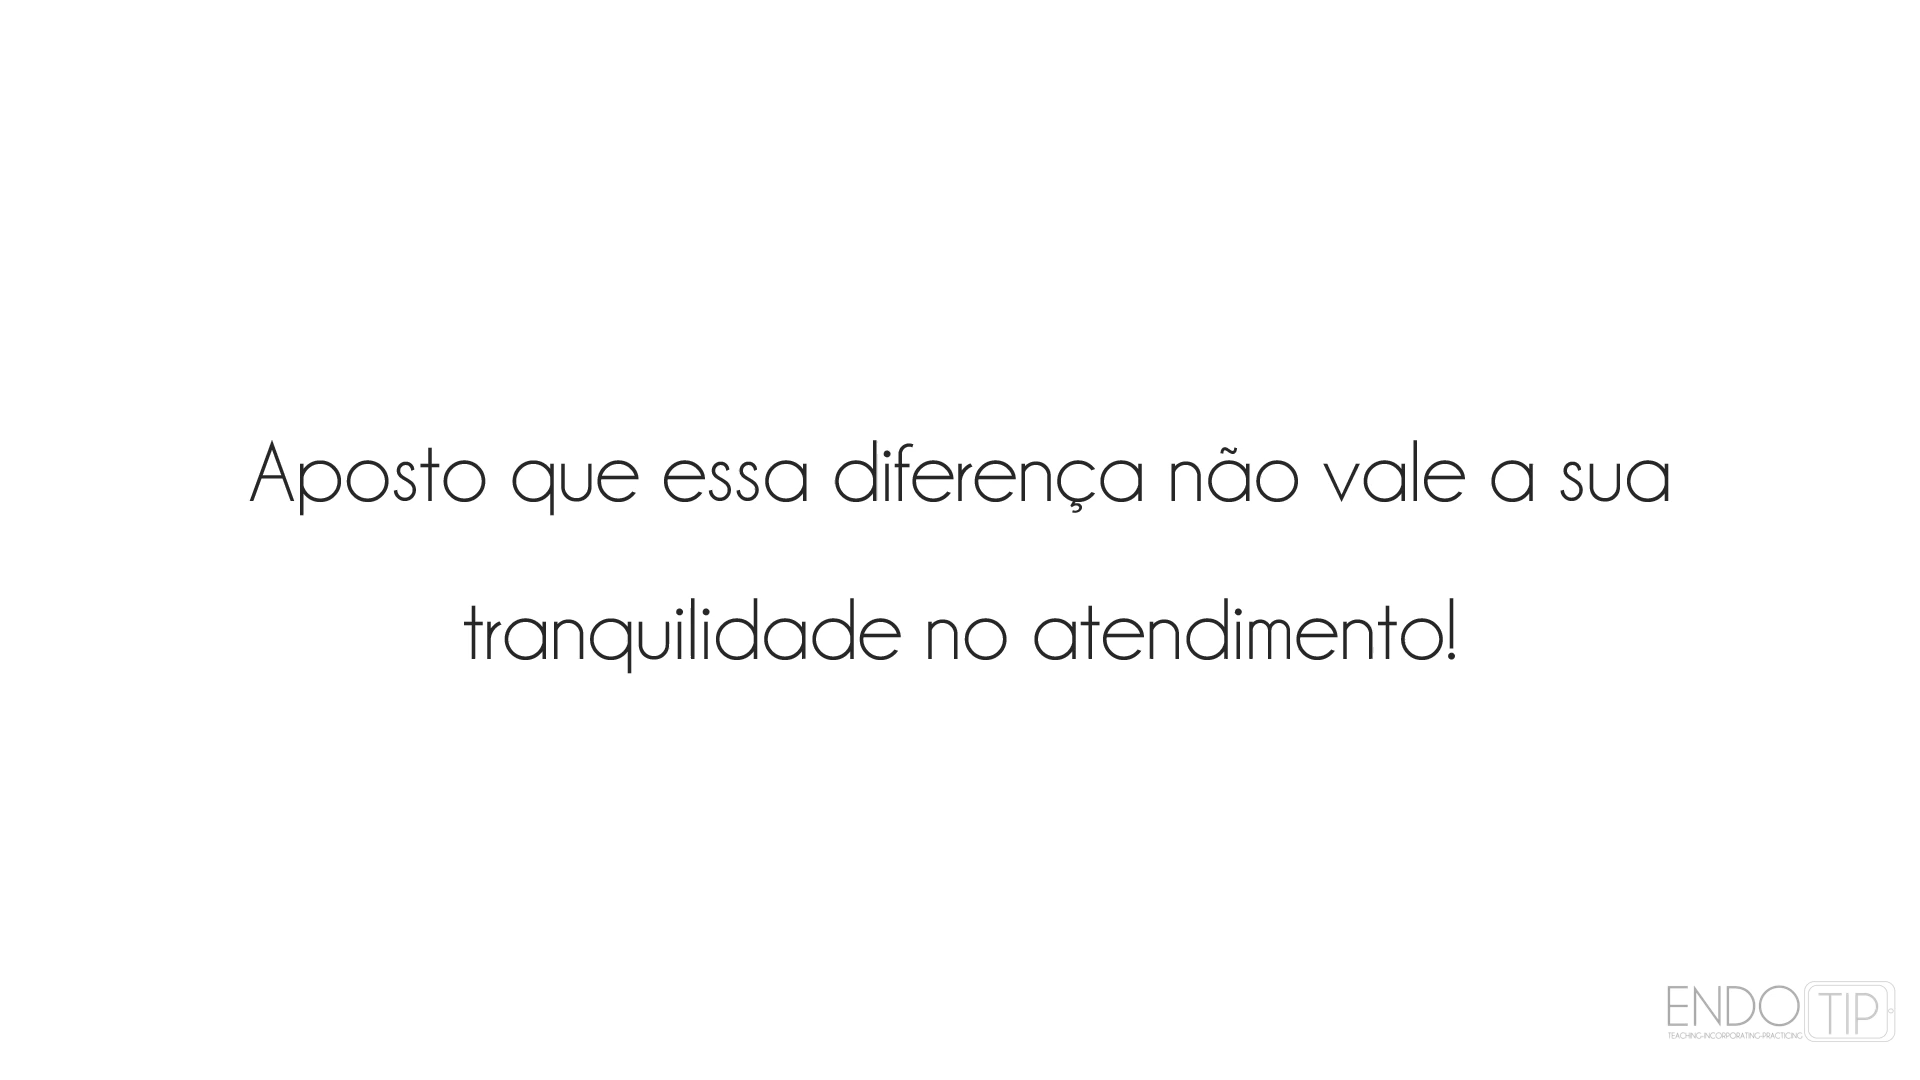 Aposto que essa diferença não vale a sua
tranquilidade no atendimento!
ENDO TIP
TEACHING-INCORPORATING-PRACTICING